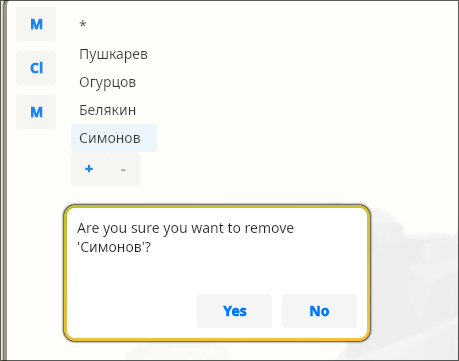 M
*
Пушкарев
Cl
Огурцов
M
Белякин
Симонов
+ -
Are you sure you want to remove
'Симонов'?
Yes No